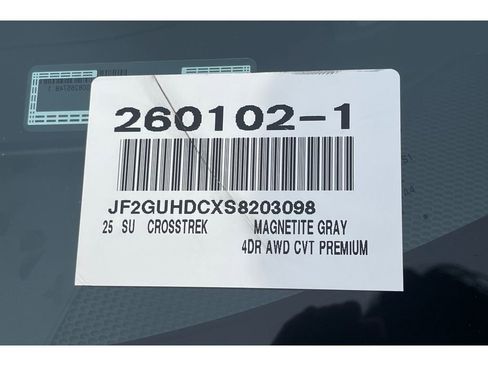 260102-1
JF2GUHDCXS8203098
25 SU CROSSTREK MAGNETITE GRAY
4DR AWD CVT PREMIUM